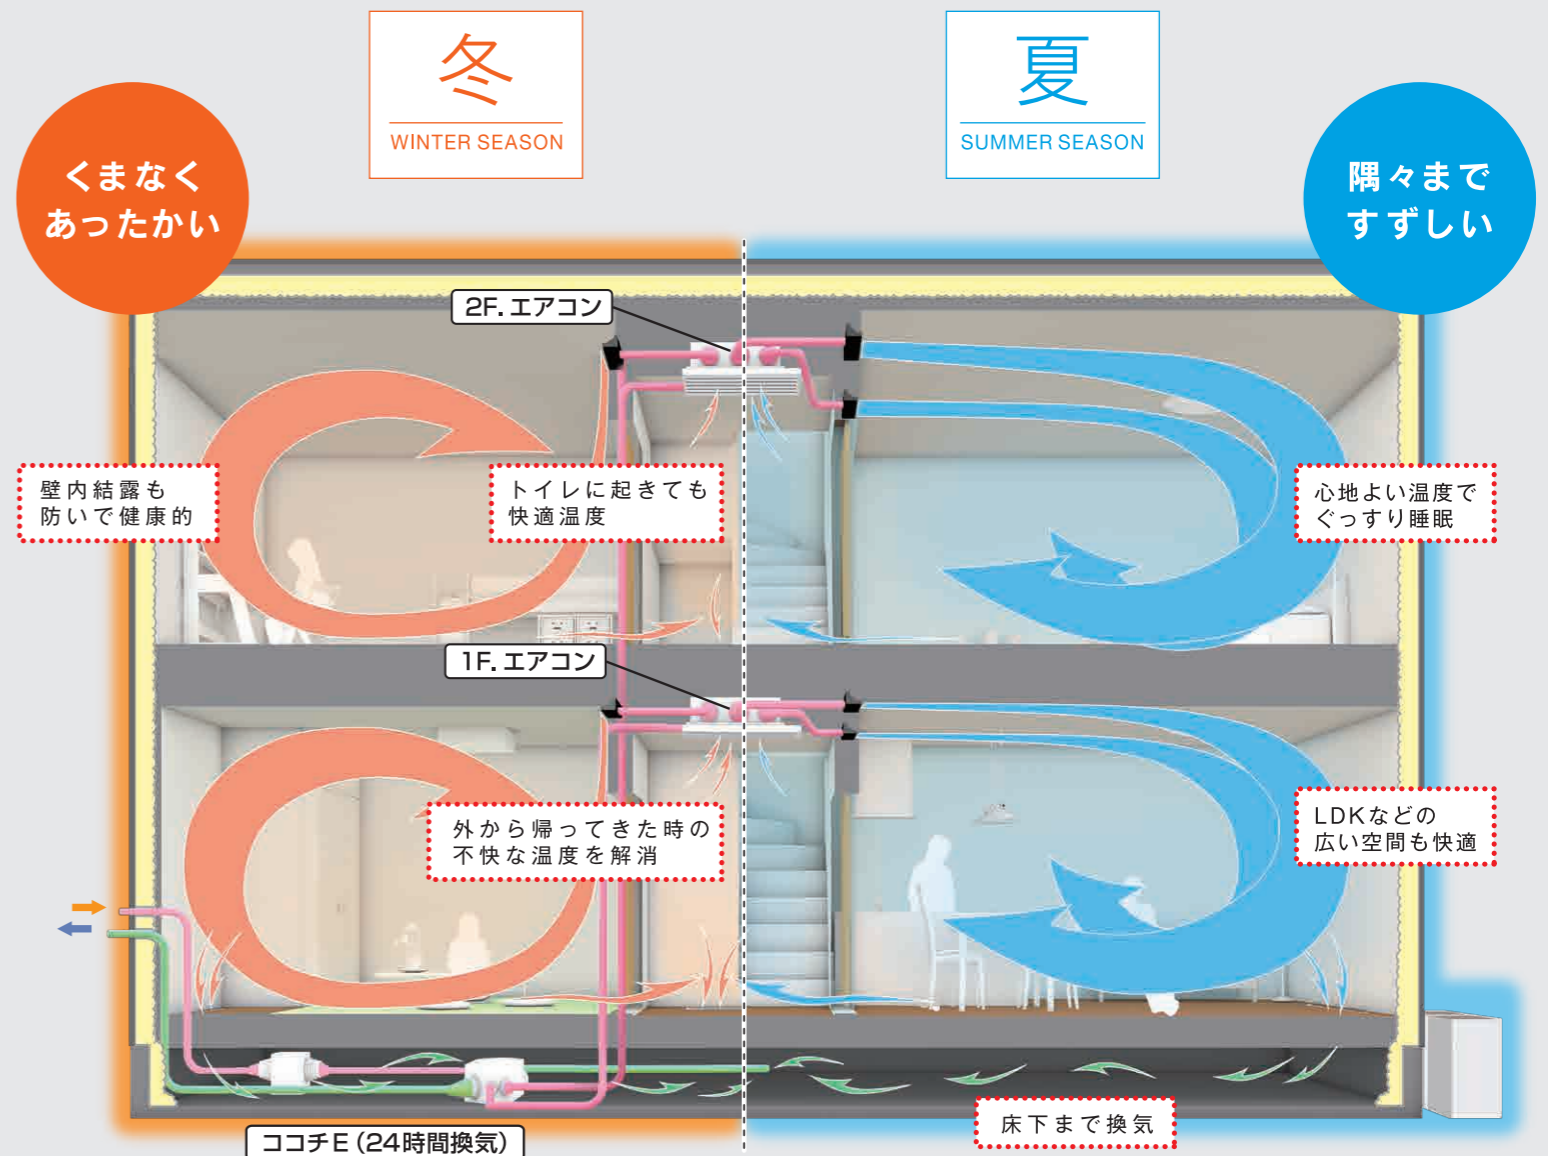 冬
WINTER SEASON
夏
SUMMER SEASON
くまなく
あったかい
隅々まで
すずしい
2F.エアコン
壁内結露も
防いで健康的
トイレに起きても
快適温度
心地よい温度で
ぐっすり睡眠
1F.エアコン
外から帰ってきた時の
不快な温度を解消
LDKなどの
広い空間も快適
床下まで換気
ココチE(24時間換気)